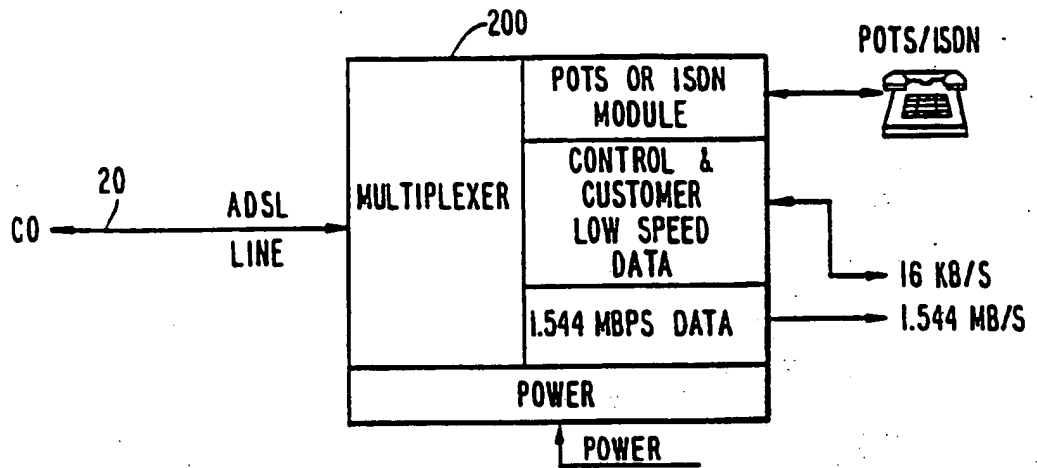 200
POTS/ISDN
POTS OR ISDN
MODULE
MULTIPLEXER
CONTROL &
CUSTOMER
LOW SPEED
DATA
20
CO
ADSL
LINE
16 KB/S
1.544 MBPS DATA
1.544 MB/S
POWER
POWER